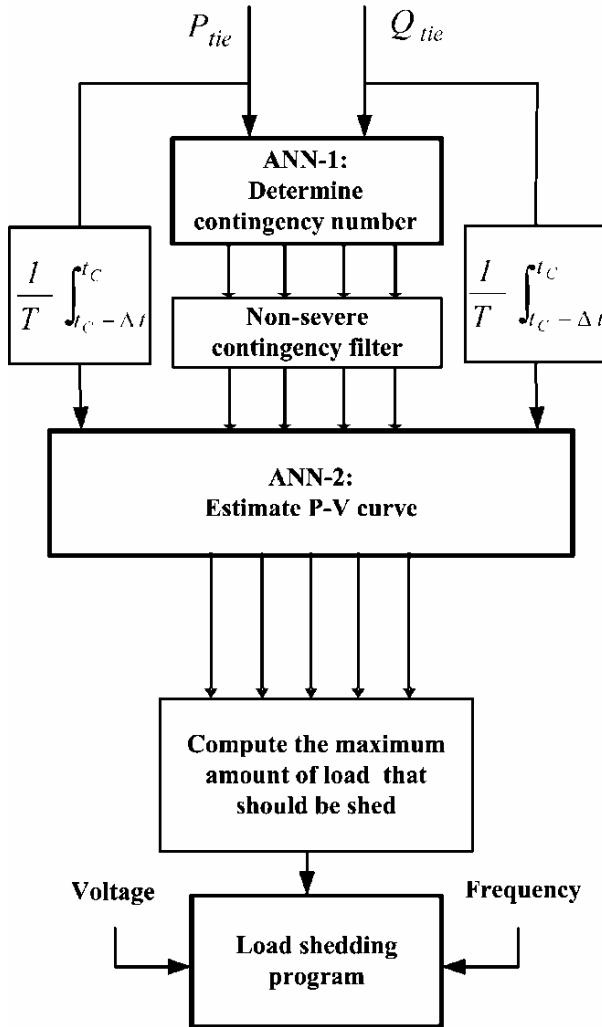 P_tie Q_tie
ANN-1:
Determine
contingency number
1/T ∫_{t_C - Δt}^{t_C}
1/T ∫_{t_C - Δt}^{t_C}
Non-severe
contingency filter
ANN-2:
Estimate P-V curve
Compute the maximum
amount of load that
should be shed
Voltage Frequency
Load shedding
program